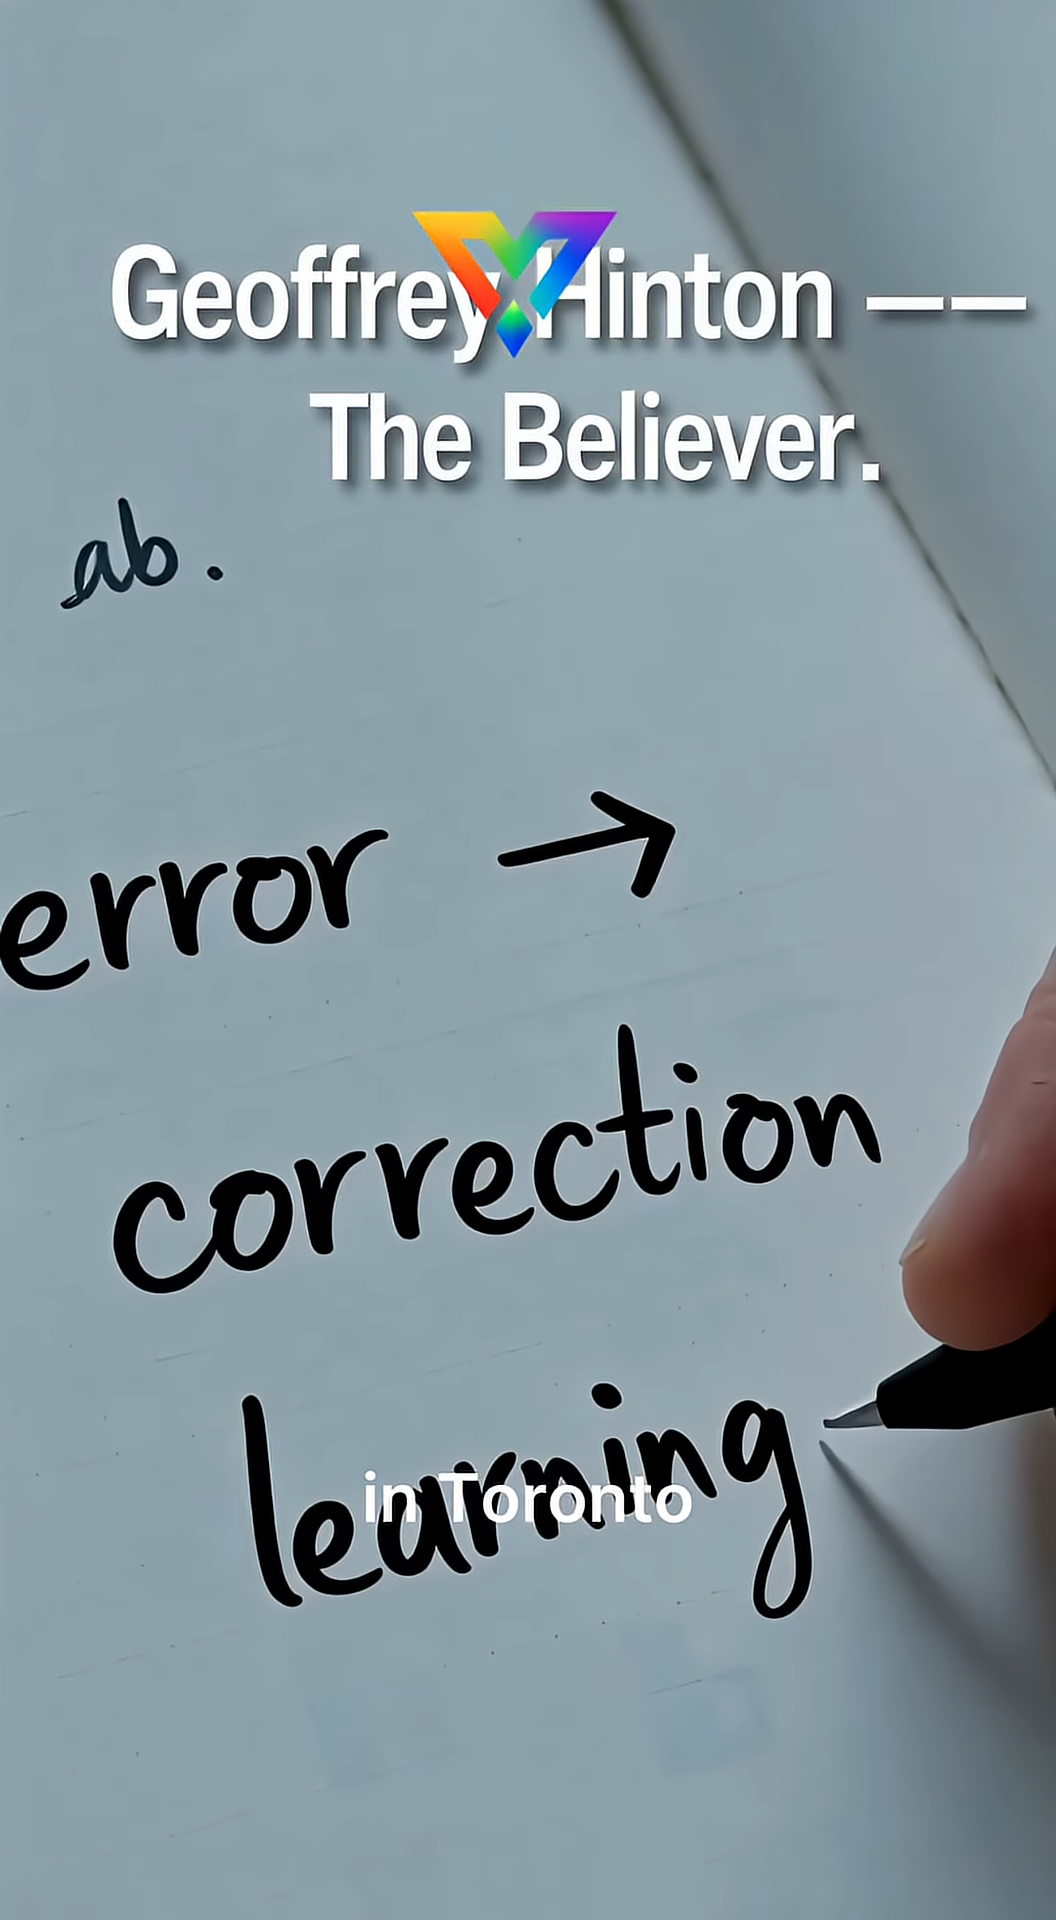 Geoffrey Hinton ——
The Believer.
ab.
error →
correction
learning
in Toronto